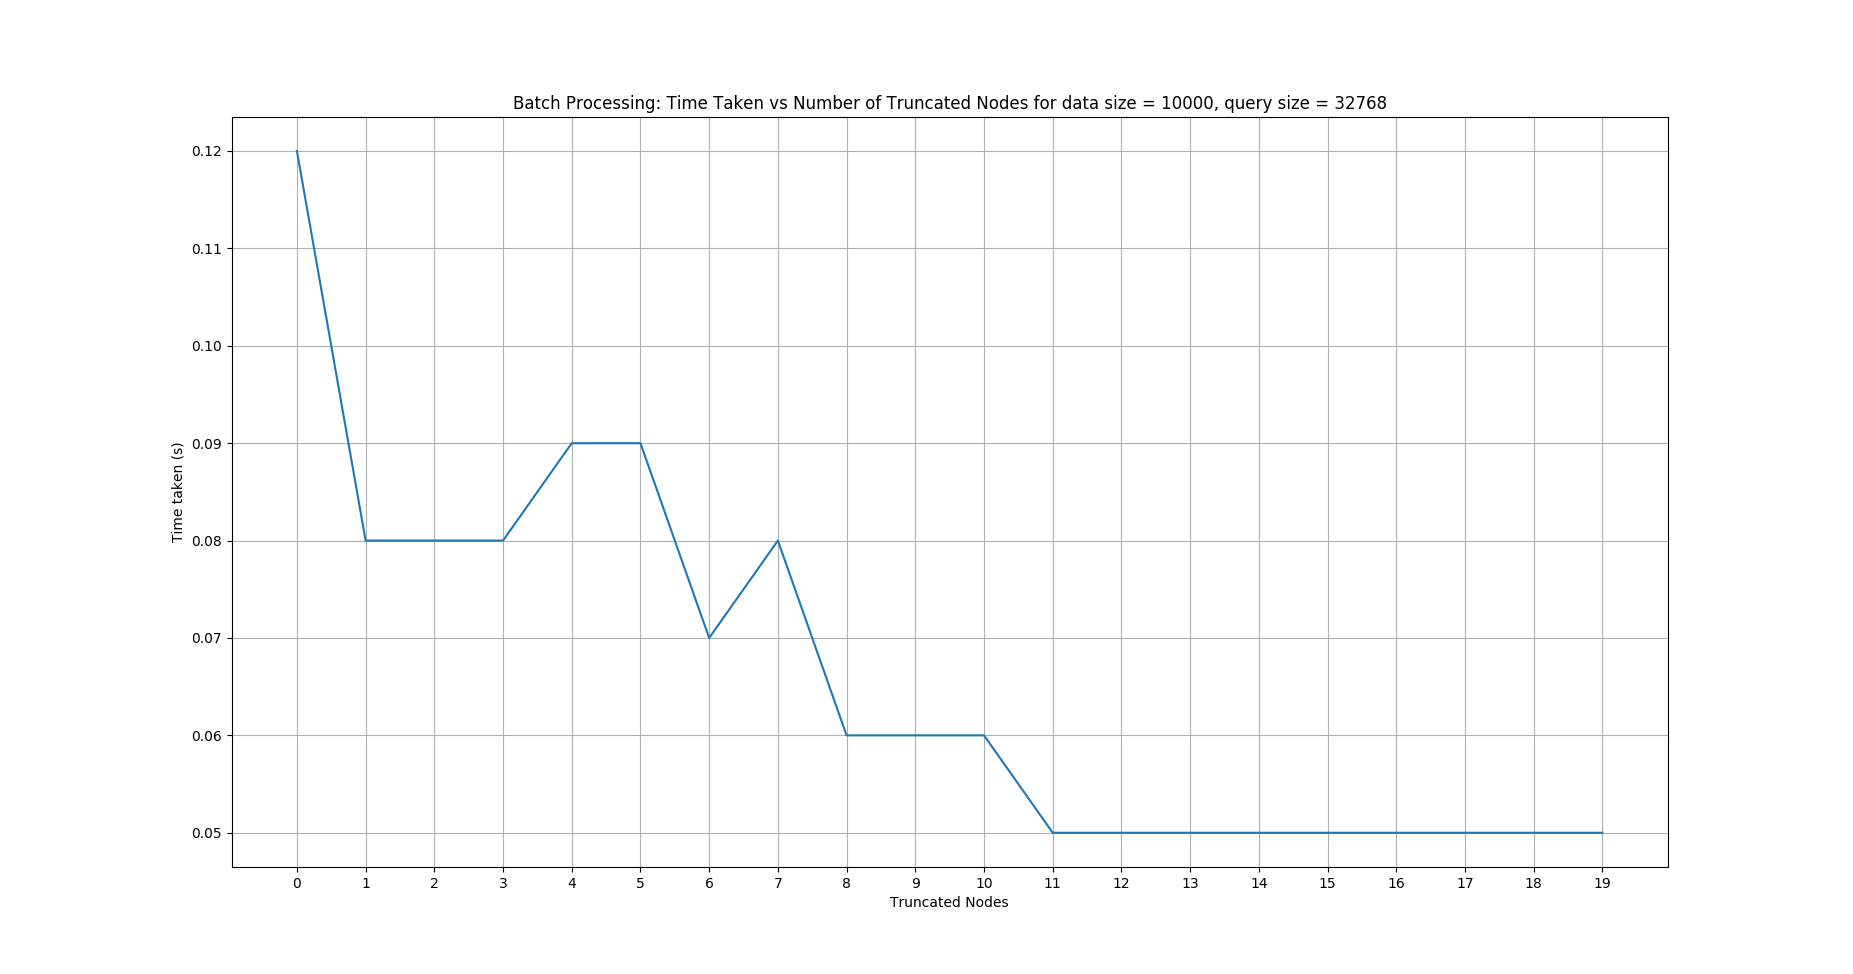 Batch Processing: Time Taken vs Number of Truncated Nodes for data size = 10000, query size = 32768
0.12
0.11
0.10
0.09
0.08
0.07
0.06
0.05
Time taken (s)
0 1 2 3 4 5 6 7 8 9 10 11 12 13 14 15 16 17 18 19
Truncated Nodes